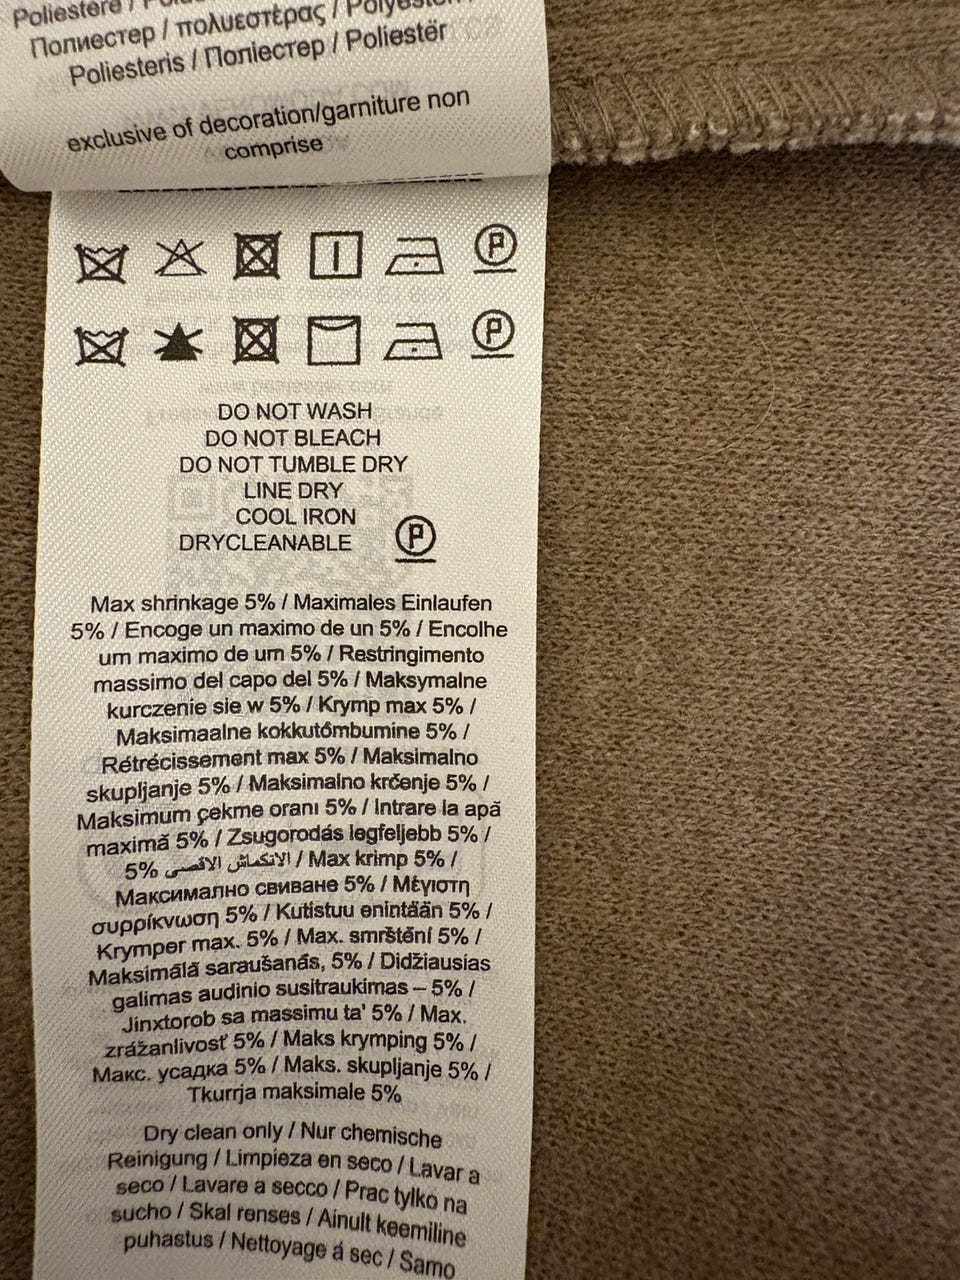 Poliestere /
Полиестер / πολυεστέρας /
Poliesteris / Поліестер / Poliestër
exclusive of decoration/garniture non
comprise
P
P
DO NOT WASH
DO NOT BLEACH
DO NOT TUMBLE DRY
LINE DRY
COOL IRON
DRYCLEANABLE P
Max shrinkage 5% / Maximales Einlaufen
5% / Encoge un maximo de un 5% / Encolhe
um maximo de um 5% / Restringimento
massimo del capo del 5% / Maksymalne
kurczenie sie w 5% / Krymp max 5% /
Maksimaalne kokkutõmbumine 5% /
Rétrécissement max 5% / Maksimalno
skupljanje 5% / Maksimalno krčenje 5% /
Maksimum çekme oranı 5% / Intrare la apă
maximă 5% / Zsugorodás legfeljebb 5% /
5% الانكماش الاقصى / Max krimp 5% /
Максимално свиване 5% / Μέγιστη
συρρίκνωση 5% / Kutistuu enintään 5% /
Krymper max. 5% / Max. smrštění 5% /
Maksimālā saraušanās, 5% / Didžiausias
galimas audinio susitraukimas – 5% /
Jinxtorob sa massimu ta' 5% / Max.
zrážanlivosť 5% / Maks krymping 5% /
Макс. усадка 5% / Maks. skupljanje 5% /
Tkurrja maksimale 5%
Dry clean only / Nur chemische
Reinigung / Limpieza en seco / Lavar a
seco / Lavare a secco / Prac tylko na
sucho / Skal renses / Ainult keemiline
puhastus / Nettoyage á sec / Samo